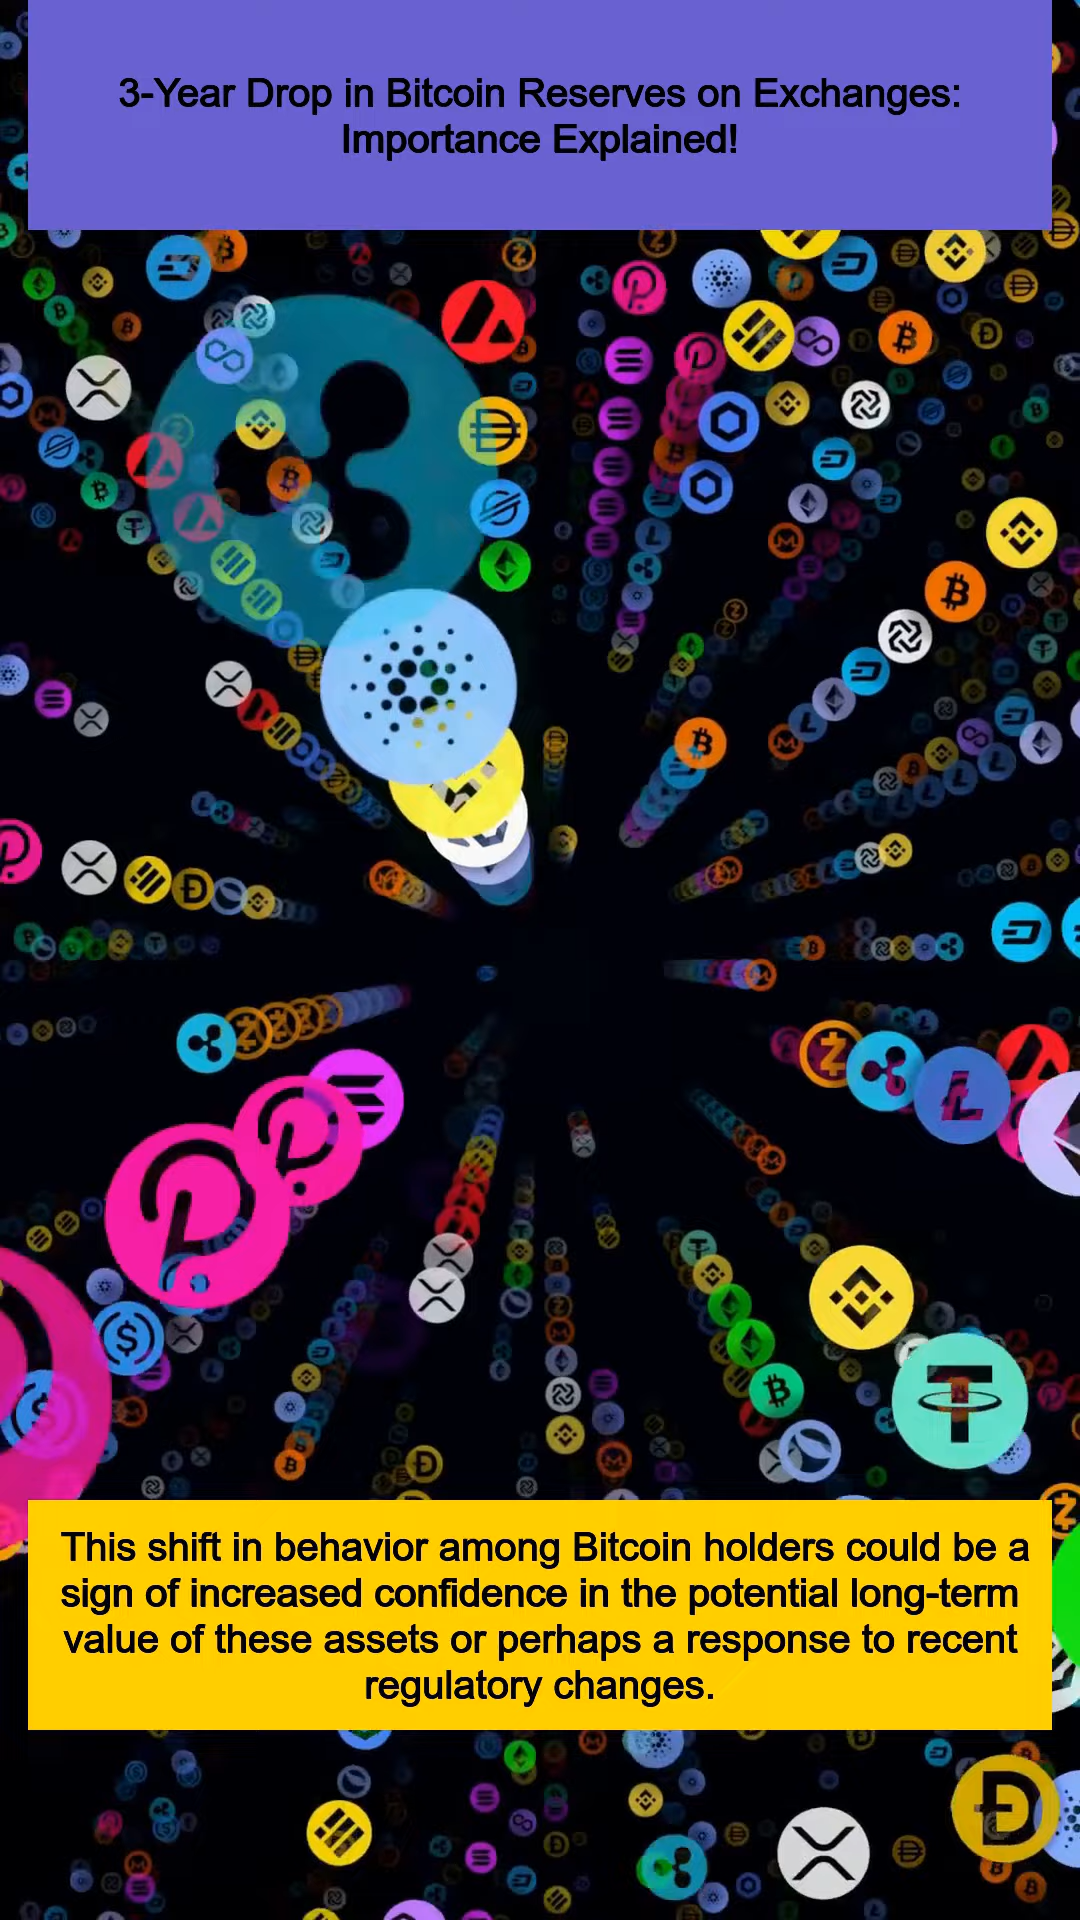 3-Year Drop in Bitcoin Reserves on Exchanges:
Importance Explained!
This shift in behavior among Bitcoin holders could be a
sign of increased confidence in the potential long-term
value of these assets or perhaps a response to recent
regulatory changes.